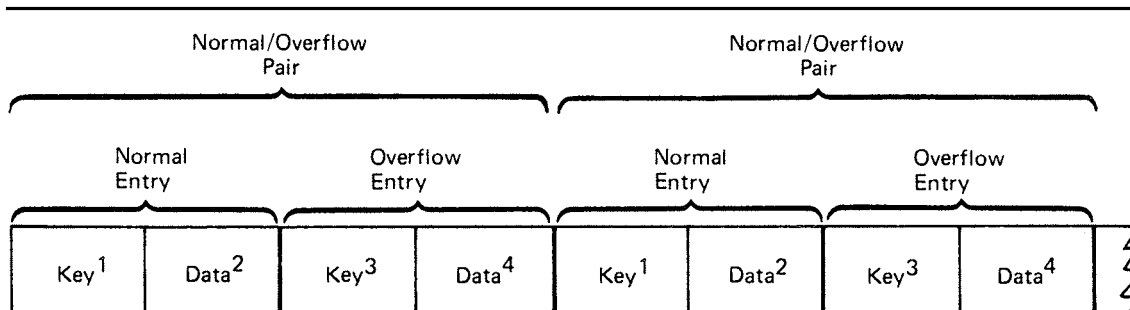 Normal/Overflow
Pair
Normal/Overflow
Pair
Normal
Entry
Overflow
Entry
Normal
Entry
Overflow
Entry
Key1 Data2 Key3 Data4 Key1 Data2 Key3 Data4